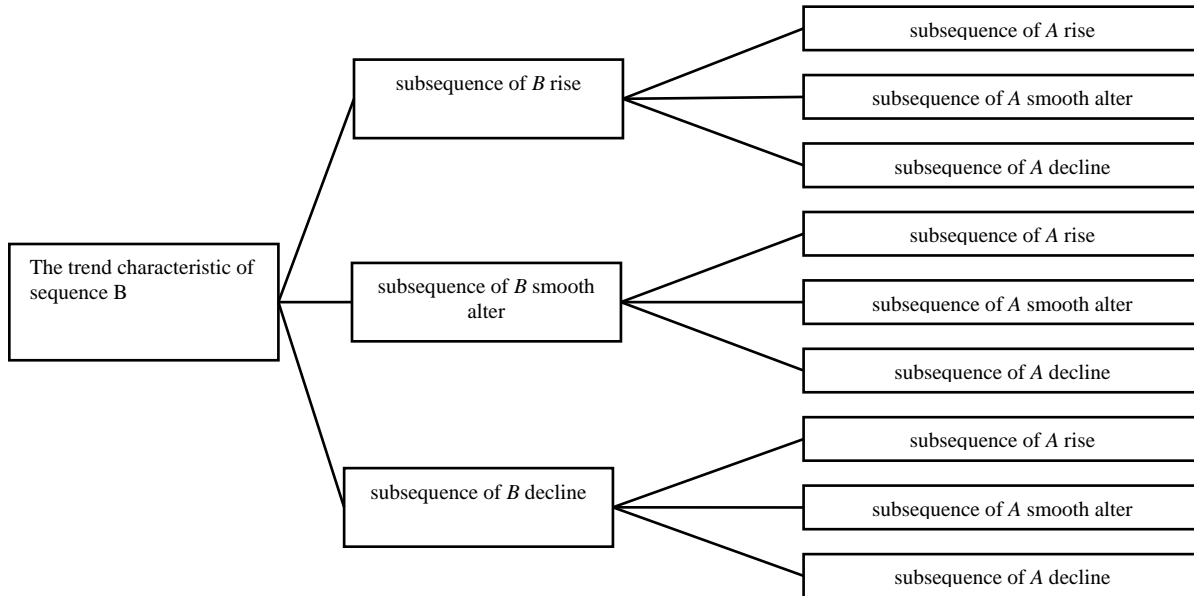 The trend characteristic of
sequence B
subsequence of B rise
subsequence of A rise
subsequence of A smooth alter
subsequence of A decline
subsequence of B smooth
alter
subsequence of A rise
subsequence of A smooth alter
subsequence of A decline
subsequence of B decline
subsequence of A rise
subsequence of A smooth alter
subsequence of A decline